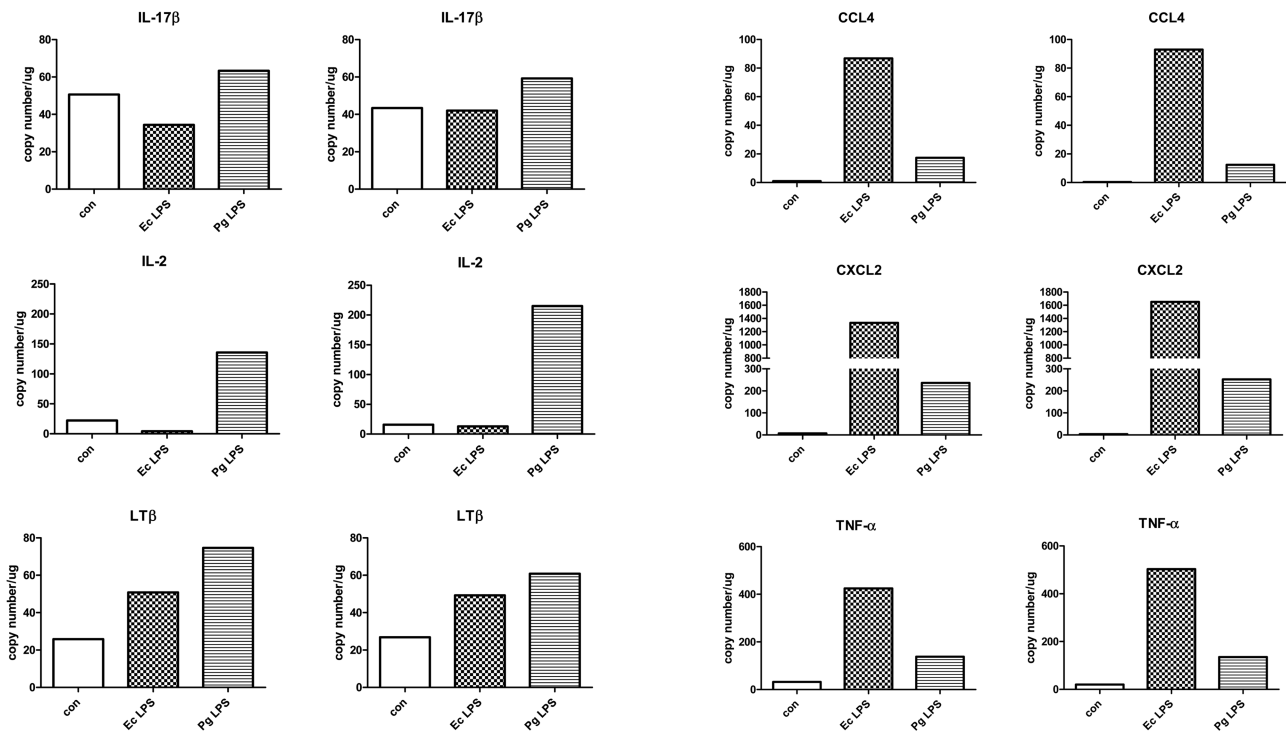 IL-17β
copy number/ug
80
60
40
20
0
con
Ec LPS
Pg LPS
IL-17β
copy number/ug
80
60
40
20
0
con
Ec LPS
Pg LPS
CCL4
copy number/ug
100
80
60
40
20
0
con
Ec LPS
Pg LPS
CCL4
copy number/ug
100
80
60
40
20
0
con
Ec LPS
Pg LPS
IL-2
copy number/ug
250
200
150
100
50
0
con
Ec LPS
Pg LPS
IL-2
copy number/ug
250
200
150
100
50
0
con
Ec LPS
Pg LPS
CXCL2
copy number/ug
1800
1600
1400
1200
1000
800
300
200
100
0
con
Ec LPS
Pg LPS
CXCL2
copy number/ug
1800
1600
1400
1200
1000
800
300
200
100
0
con
Ec LPS
Pg LPS
LTβ
copy number/ug
80
60
40
20
0
con
Ec LPS
Pg LPS
LTβ
copy number/ug
80
60
40
20
0
con
Ec LPS
Pg LPS
TNF-α
copy number/ug
600
400
200
0
con
Ec LPS
Pg LPS
TNF-α
copy number/ug
600
400
200
0
con
Ec LPS
Pg LPS